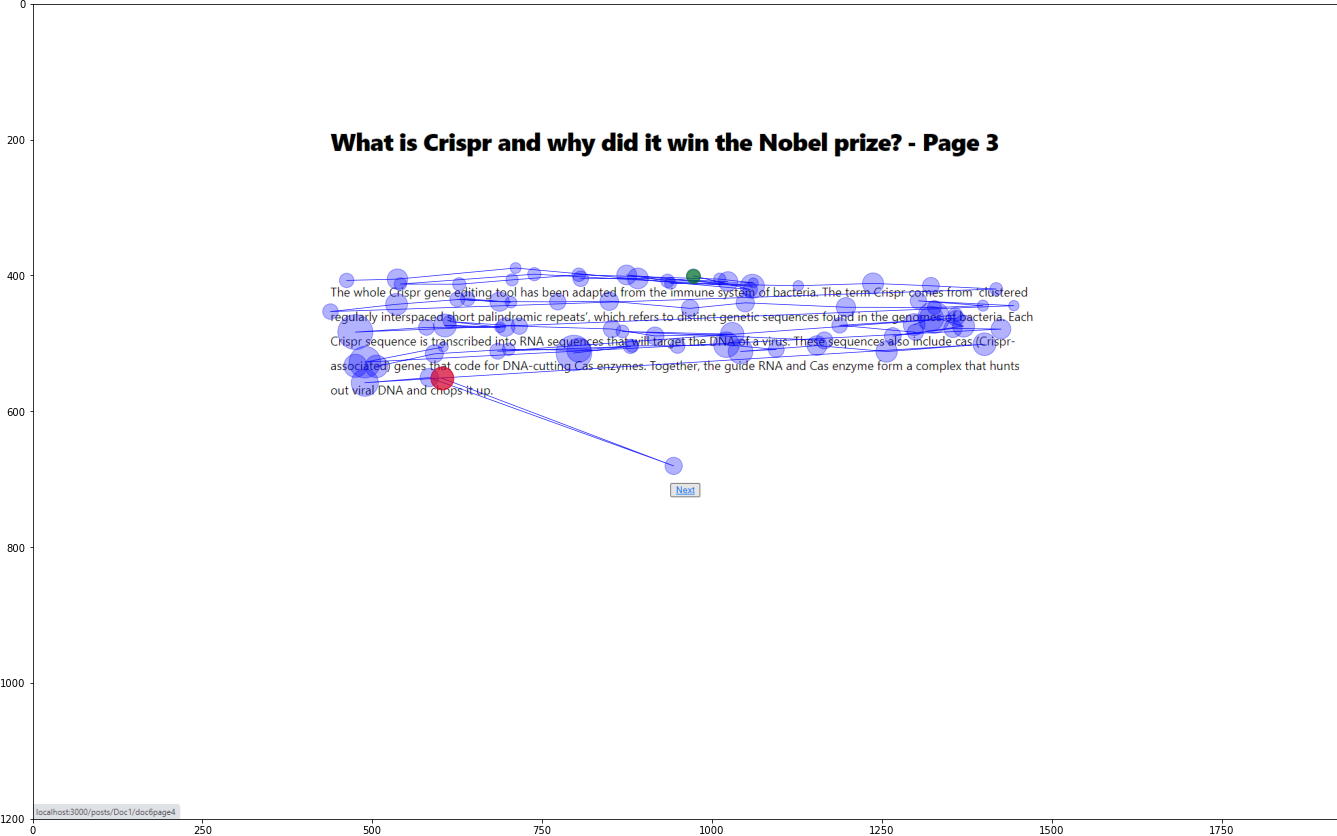 0
200
What is Crispr and why did it win the Nobel prize? - Page 3
400
The whole Crispr gene editing tool has been adapted from the immune system of bacteria. The term Crispr comes from 'clustered
regularly interspaced short palindromic repeats', which refers to distinct genetic sequences found in the genomes of bacteria. Each
Crispr sequence is transcribed into RNA sequences that will target the DNA of a virus. These sequences also include cas (Crispr-
associated) genes that code for DNA-cutting Cas enzymes. Together, the guide RNA and Cas enzyme form a complex that hunts
out viral DNA and chops it up.
600
Next
800
1000
localhost:3000/posts/Doc1/doc6page4
1200
0 250 500 750 1000 1250 1500 1750